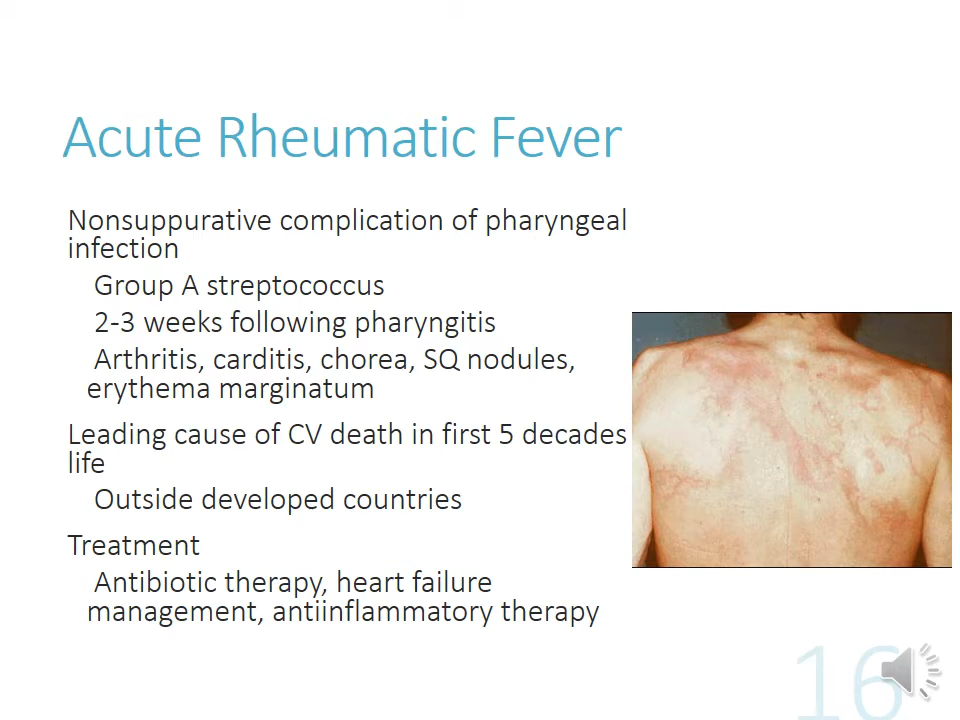 Acute Rheumatic Fever
Nonsuppurative complication of pharyngeal
infection
Group A streptococcus
2-3 weeks following pharyngitis
Arthritis, carditis, chorea, SQ nodules,
erythema marginatum
Leading cause of CV death in first 5 decades
life
Outside developed countries
Treatment
Antibiotic therapy, heart failure
management, antiinflammatory therapy
16